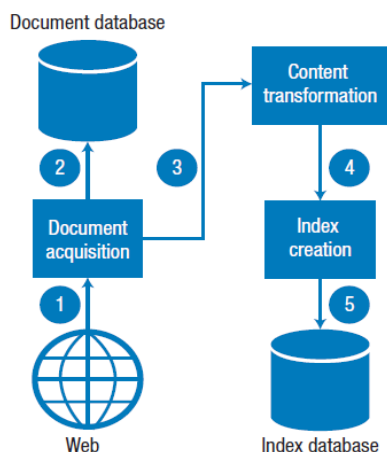 Document database
Content
transformation
2
3
4
Document
acquisition
Index
creation
1
5
Web
Index database